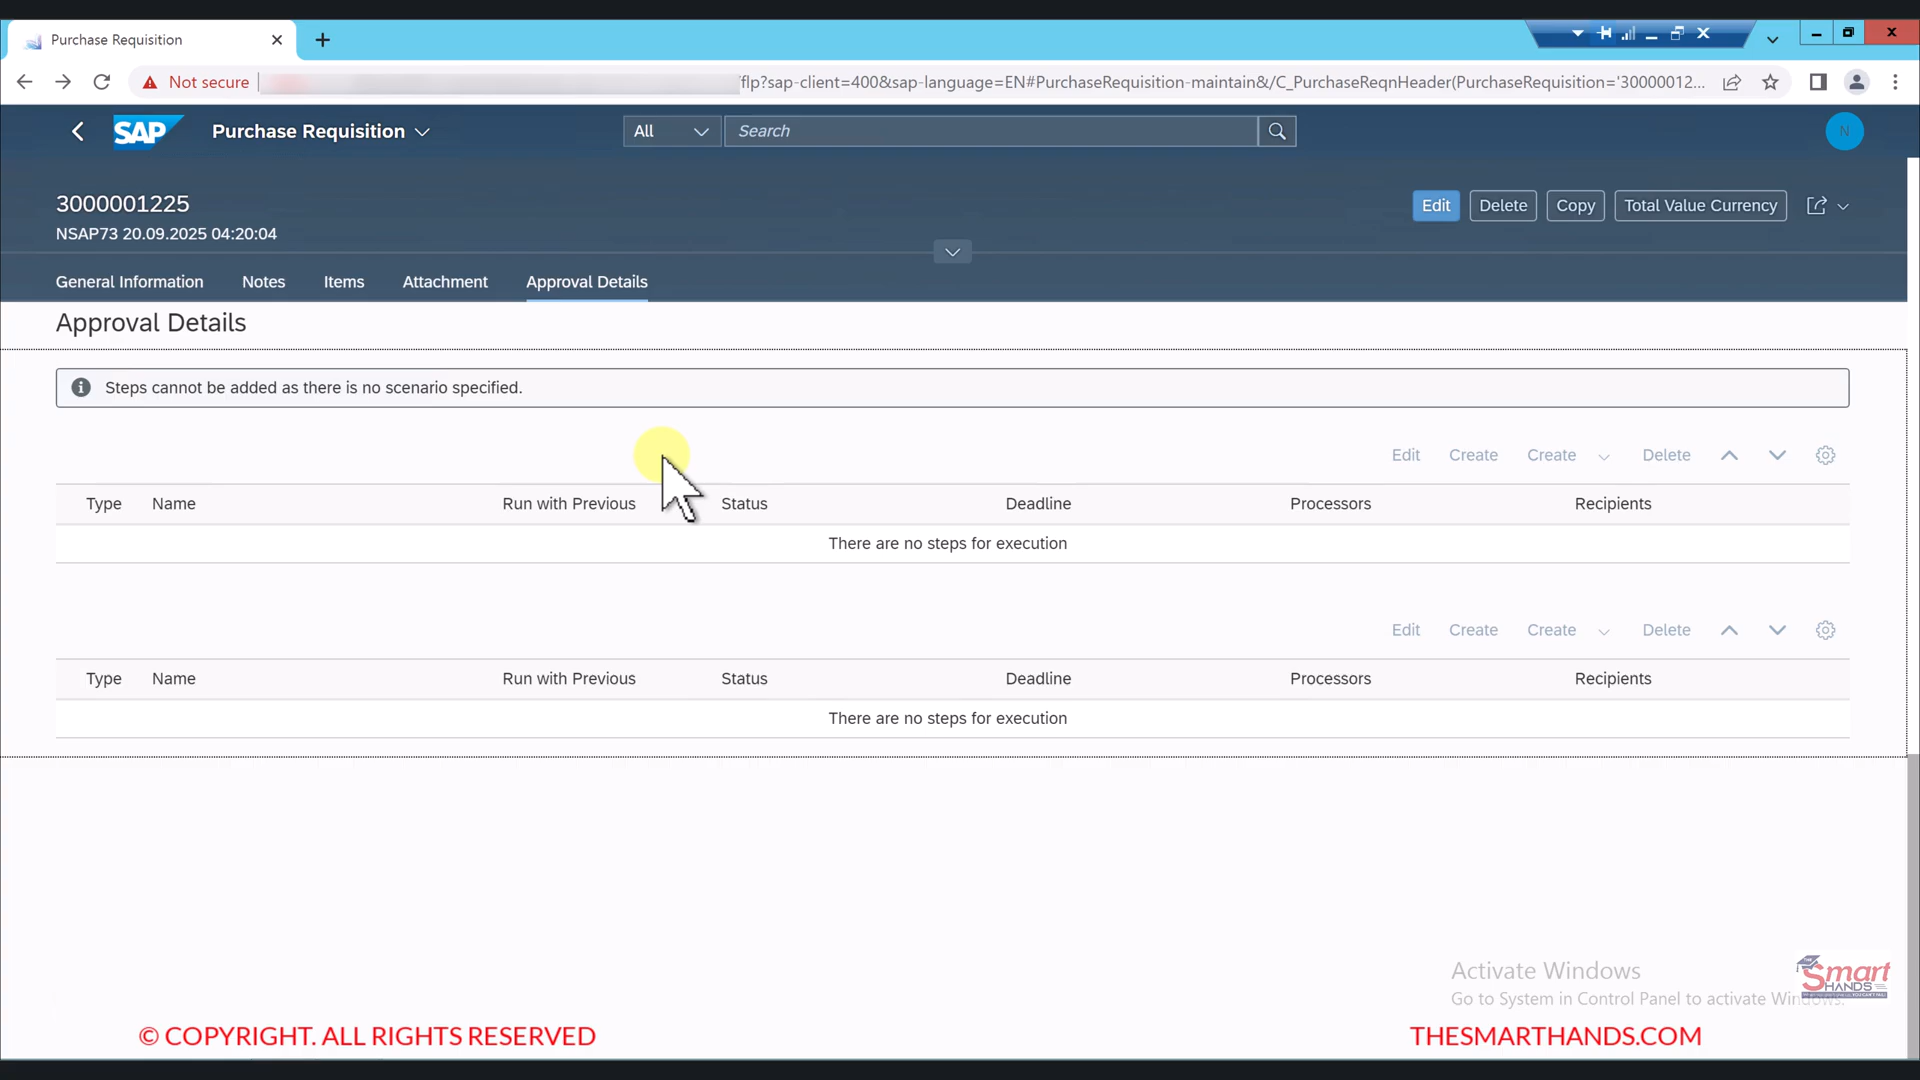 Purchase Requisition
Not secure
/flp?sap-client=400&sap-language=EN#PurchaseRequisition-maintain&/C_PurchaseReqnHeader(PurchaseRequisition='30000012...
SAP Purchase Requisition All Search N
3000001225
NSAP73 20.09.2025 04:20:04
Edit Delete Copy Total Value Currency
General Information Notes Items Attachment Approval Details
Approval Details
Steps cannot be added as there is no scenario specified.
Edit Create Create Delete
Type Name Run with Previous Status Deadline Processors Recipients
There are no steps for execution
Edit Create Create Delete
Type Name Run with Previous Status Deadline Processors Recipients
There are no steps for execution
Activate Windows
Go to System in Control Panel to activate Windows.
Smart
HANDS
© COPYRIGHT. ALL RIGHTS RESERVED
THESMARTHANDS.COM